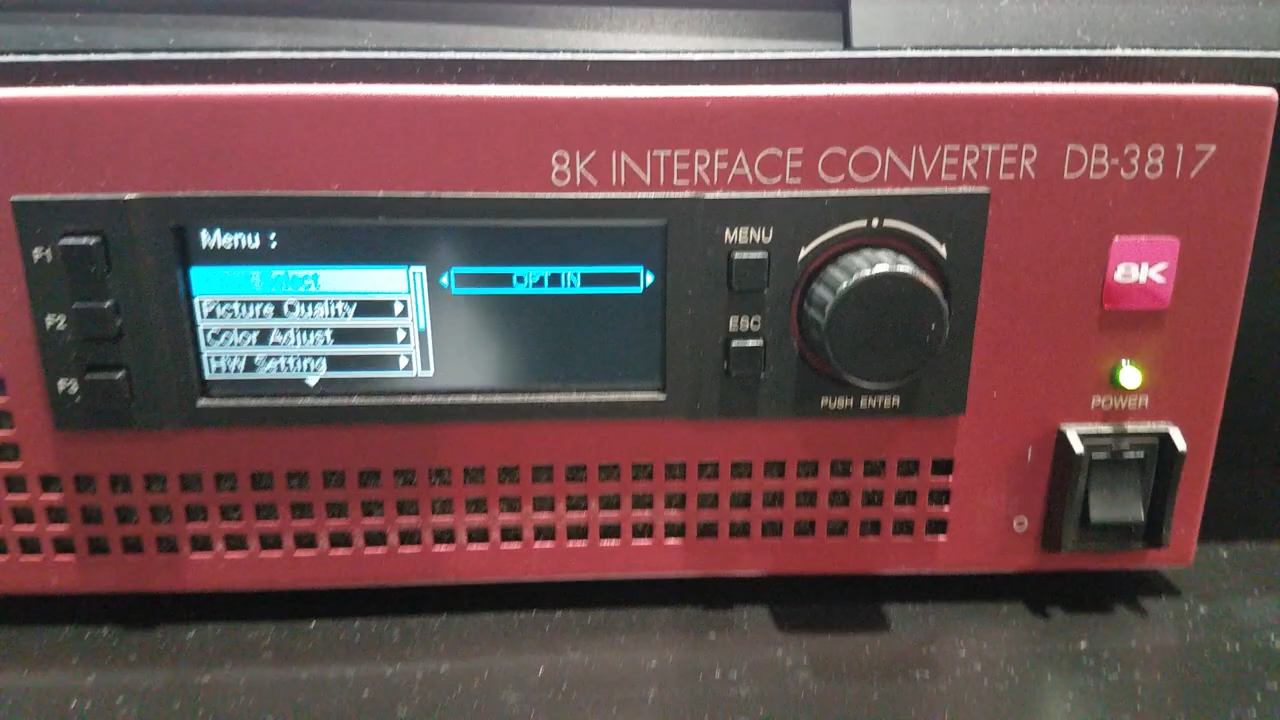 8K INTERFACE CONVERTER DB-3817
F1
F2
F3
Menu :
OPT IN
Picture Quality
Color Adjust
HW Setting
MENU
ESC
PUSH ENTER
8K
POWER